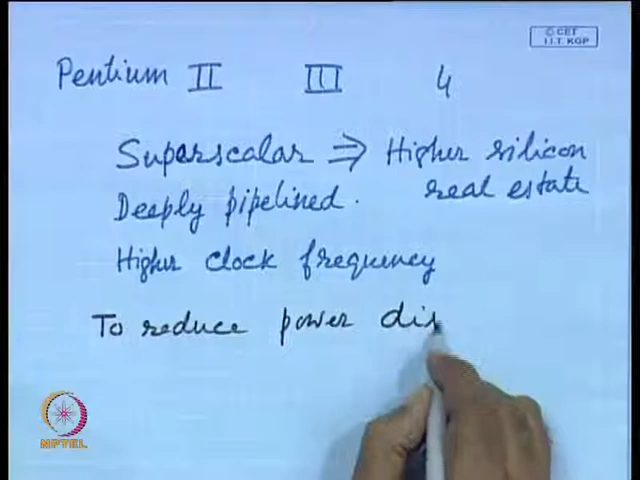 © CET
I.I.T. KGP
Pentium II III 4
Superscalar ⇒ Higher silicon
real estate
Deeply pipelined.
Higher clock frequency
To reduce power dis
NPTEL